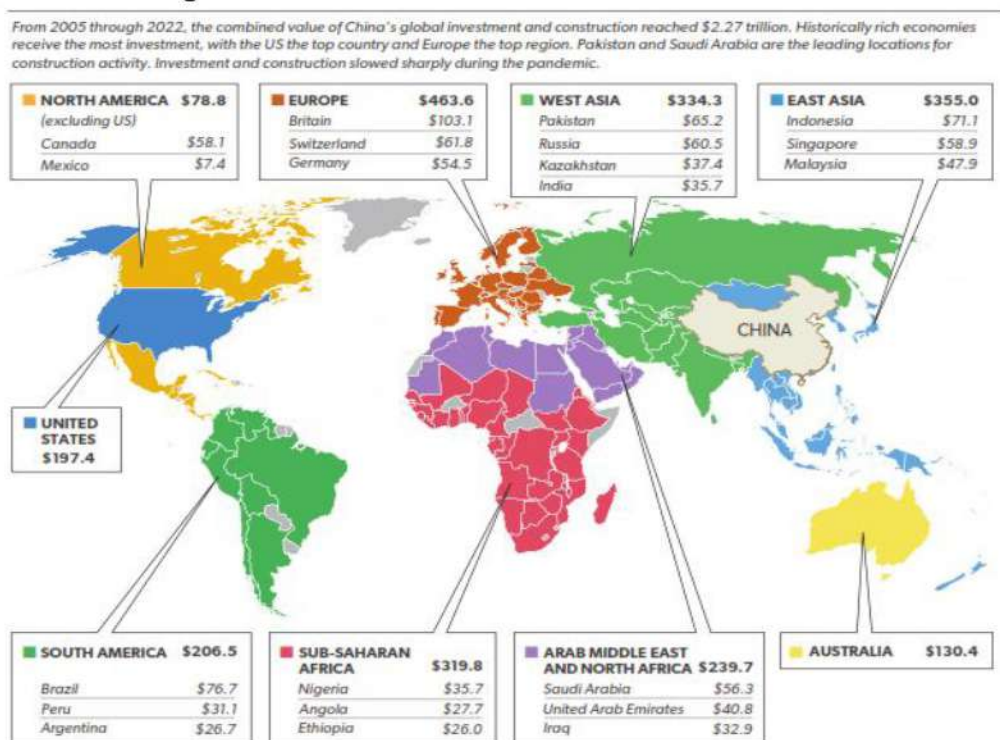 From 2005 through 2022, the combined value of China's global investment and construction reached $2.27 trillion. Historically rich economies
receive the most investment, with the US the top country and Europe the top region. Pakistan and Saudi Arabia are the leading locations for
construction activity. Investment and construction slowed sharply during the pandemic.
NORTH AMERICA $78.8
(excluding US)
Canada $58.1
Mexico $7.4
EUROPE $463.6
Britain $103.1
Switzerland $61.8
Germany $54.5
WEST ASIA $334.3
Pakistan $65.2
Russia $60.5
Kazakhstan $37.4
India $35.7
EAST ASIA $355.0
Indonesia $71.1
Singapore $58.9
Malaysia $47.9
CHINA
UNITED
STATES
$197.4
SOUTH AMERICA $206.5
Brazil $76.7
Peru $31.1
Argentina $26.7
SUB-SAHARAN
AFRICA $319.8
Nigeria $35.7
Angola $27.7
Ethiopia $26.0
ARAB MIDDLE EAST
AND NORTH AFRICA $239.7
Saudi Arabia $56.3
United Arab Emirates $40.8
Iraq $32.9
AUSTRALIA $130.4